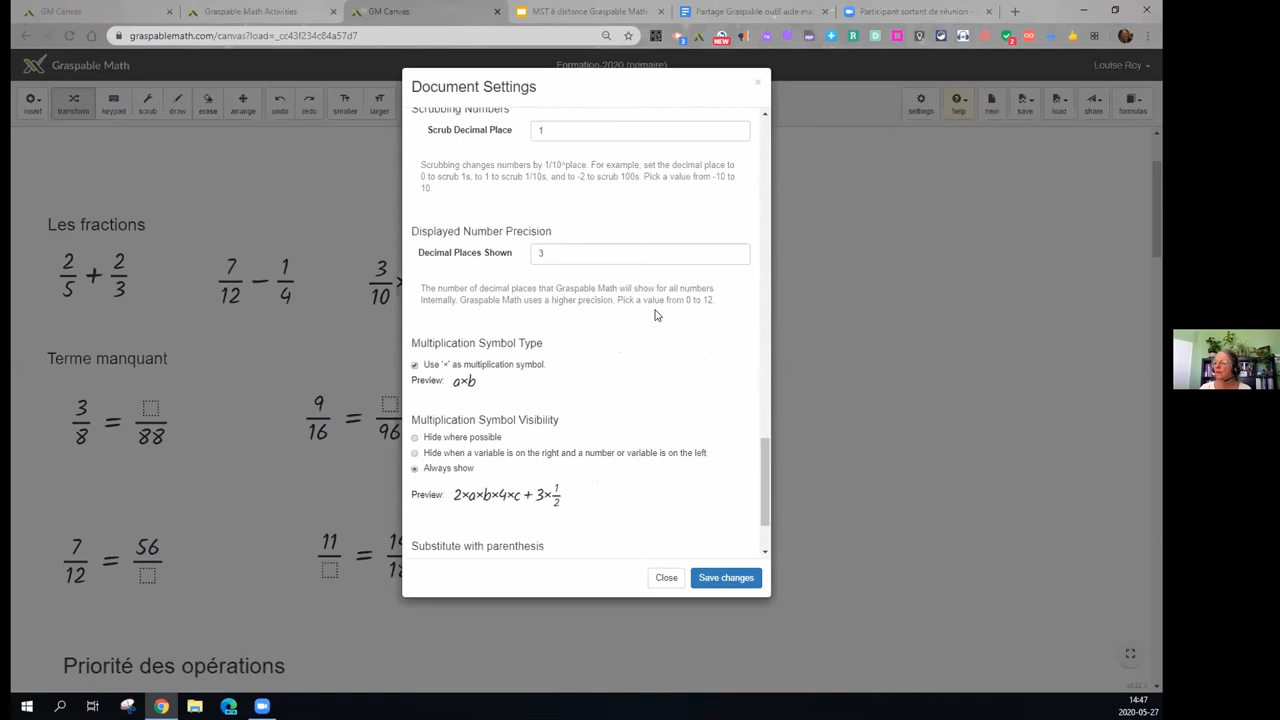 GM Canvas
Graspable Math Activities
GM Canvas
MST à distance Graspable Math
Partage Graspable outil aide
Participant sortant de réunion -
graspablemath.com/canvas?load=_cc43f234c84a57d7
3
NEW
2
Graspable Math
Formation-2020 (primaire)
Louise Roy
insert
transform
keypad
scrub
draw
erase
arrange
undo
redo
smaller
larger
settings
help
new
save
load
share
formulas
Document Settings
×
Scrubbing Numbers
Scrub Decimal Place 1
Scrubbing changes numbers by 1/10^place. For example, set the decimal place to
0 to scrub 1s, to 1 to scrub 1/10s, and to -2 to scrub 100s. Pick a value from -10 to
10.
Displayed Number Precision
Decimal Places Shown 3
The number of decimal places that Graspable Math will show for all numbers.
Internally, Graspable Math uses a higher precision. Pick a value from 0 to 12.
Multiplication Symbol Type
Use '×' as multiplication symbol.
Preview: a×b
Multiplication Symbol Visibility
Hide where possible
Hide when a variable is on the right and a number or variable is on the left
Always show
Preview: 2×a×b×4×c + 3×1/2
Substitute with parenthesis
Close
Save changes
Les fractions
2/5 + 2/3
7/12 − 1/4
3/10 ×
Terme manquant
3/8 = □/88
9/16 = □/96
7/12 = 56/□
11/□ =
Priorité des opérations
14:47
2020-05-27